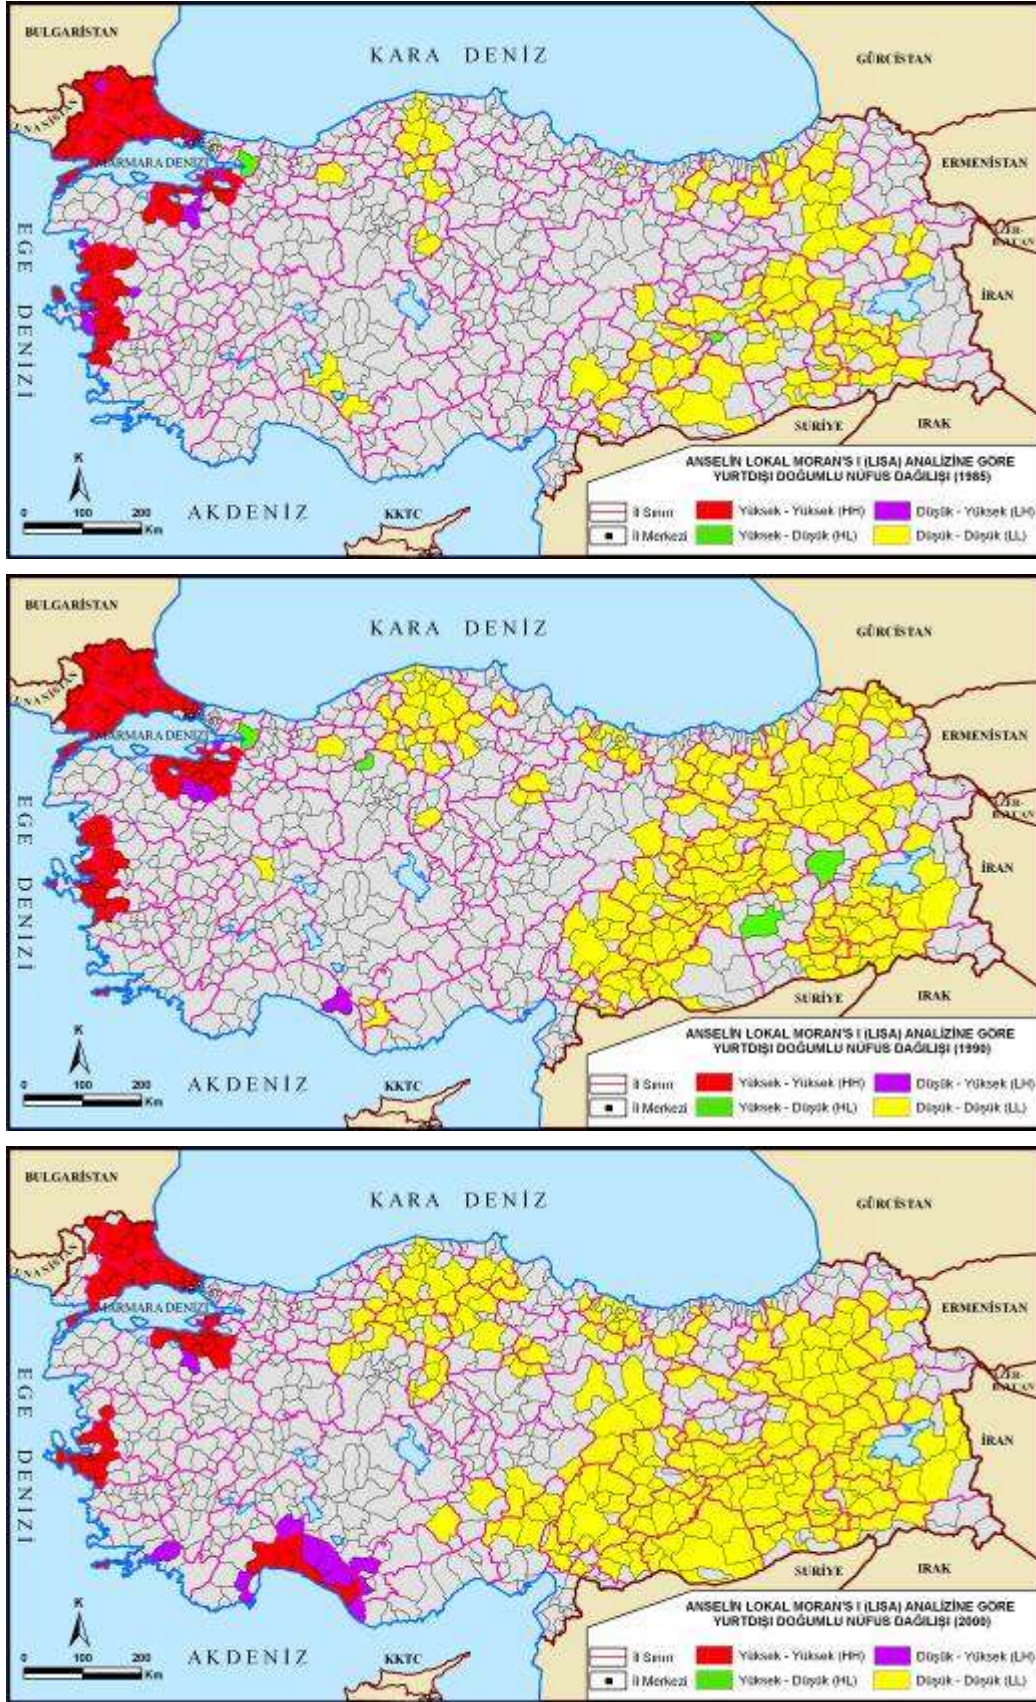 BULGARİSTAN
KARA DENİZ
GÜRCİSTAN
MARMARA DENİZİ
ERMENİSTAN
AZER-
BAYCAN
EGE DENİZİ
İRAN
SURİYE
IRAK
K
0 100 200
Km
AKDENİZ
KKTC
ANSELİN LOKAL MORAN'S I (LISA) ANALİZİNE GÖRE
YURTDIŞI DOĞUMLU NÜFUS DAĞILIŞI (1985)
İl Sınırı
Yüksek - Yüksek (HH)
Düşük - Yüksek (LH)
İl Merkezi
Yüksek - Düşük (HL)
Düşük - Düşük (LL)
BULGARİSTAN
KARA DENİZ
GÜRCİSTAN
MARMARA DENİZİ
ERMENİSTAN
AZER-
BAYCAN
EGE DENİZİ
İRAN
SURİYE
IRAK
K
0 100 200
Km
AKDENİZ
KKTC
ANSELİN LOKAL MORAN'S I (LISA) ANALİZİNE GÖRE
YURTDIŞI DOĞUMLU NÜFUS DAĞILIŞI (1990)
İl Sınırı
Yüksek - Yüksek (HH)
Düşük - Yüksek (LH)
İl Merkezi
Yüksek - Düşük (HL)
Düşük - Düşük (LL)
BULGARİSTAN
KARA DENİZ
GÜRCİSTAN
MARMARA DENİZİ
ERMENİSTAN
AZER-
BAYCAN
EGE DENİZİ
İRAN
SURİYE
IRAK
K
0 100 200
Km
AKDENİZ
KKTC
ANSELİN LOKAL MORAN'S I (LISA) ANALİZİNE GÖRE
YURTDIŞI DOĞUMLU NÜFUS DAĞILIŞI (2000)
İl Sınırı
Yüksek - Yüksek (HH)
Düşük - Yüksek (LH)
İl Merkezi
Yüksek - Düşük (HL)
Düşük - Düşük (LL)